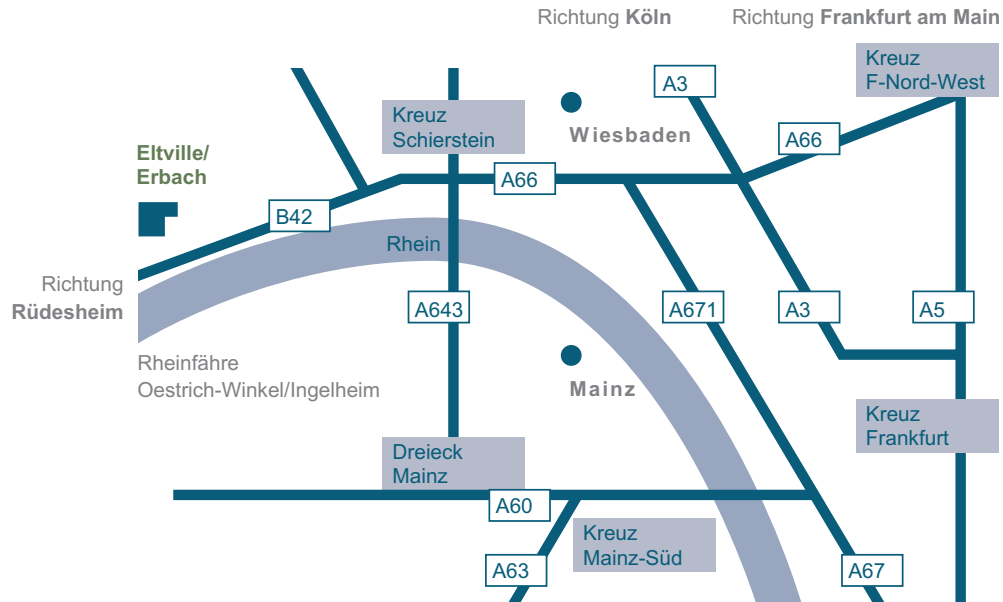 Richtung Köln
Richtung Frankfurt am Main
Kreuz
F-Nord-West
A3
Kreuz
Schierstein
Wiesbaden
A66
Eltville/
Erbach
A66
B42
Rhein
Richtung
Rüdesheim
A643
A671
A3
A5
Rheinfähre
Oestrich-Winkel/Ingelheim
Mainz
Kreuz
Frankfurt
Dreieck
Mainz
A60
Kreuz
Mainz-Süd
A63
A67